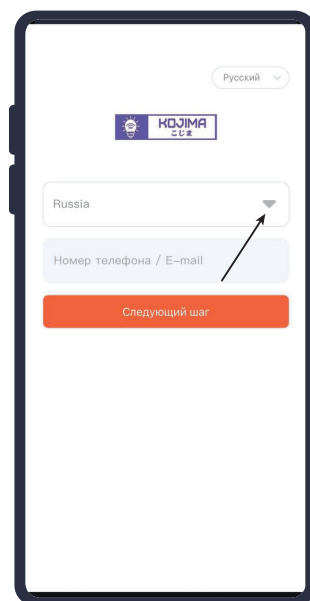 Русский
KOJIMA
こじま
Russia
Номер телефона / E-mail
Следующий шаг